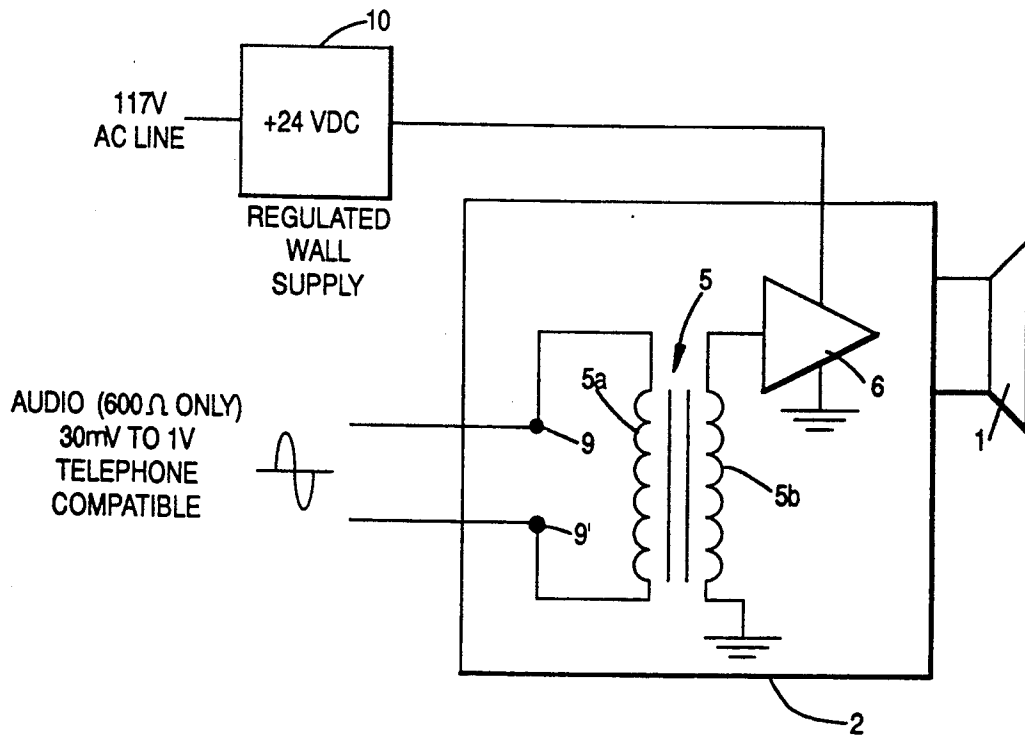 10
117V
AC LINE
+24 VDC
REGULATED
WALL
SUPPLY
5
5a
6
AUDIO (600Ω ONLY)
30mV TO 1V
TELEPHONE
COMPATIBLE
9
1
5b
9'
2